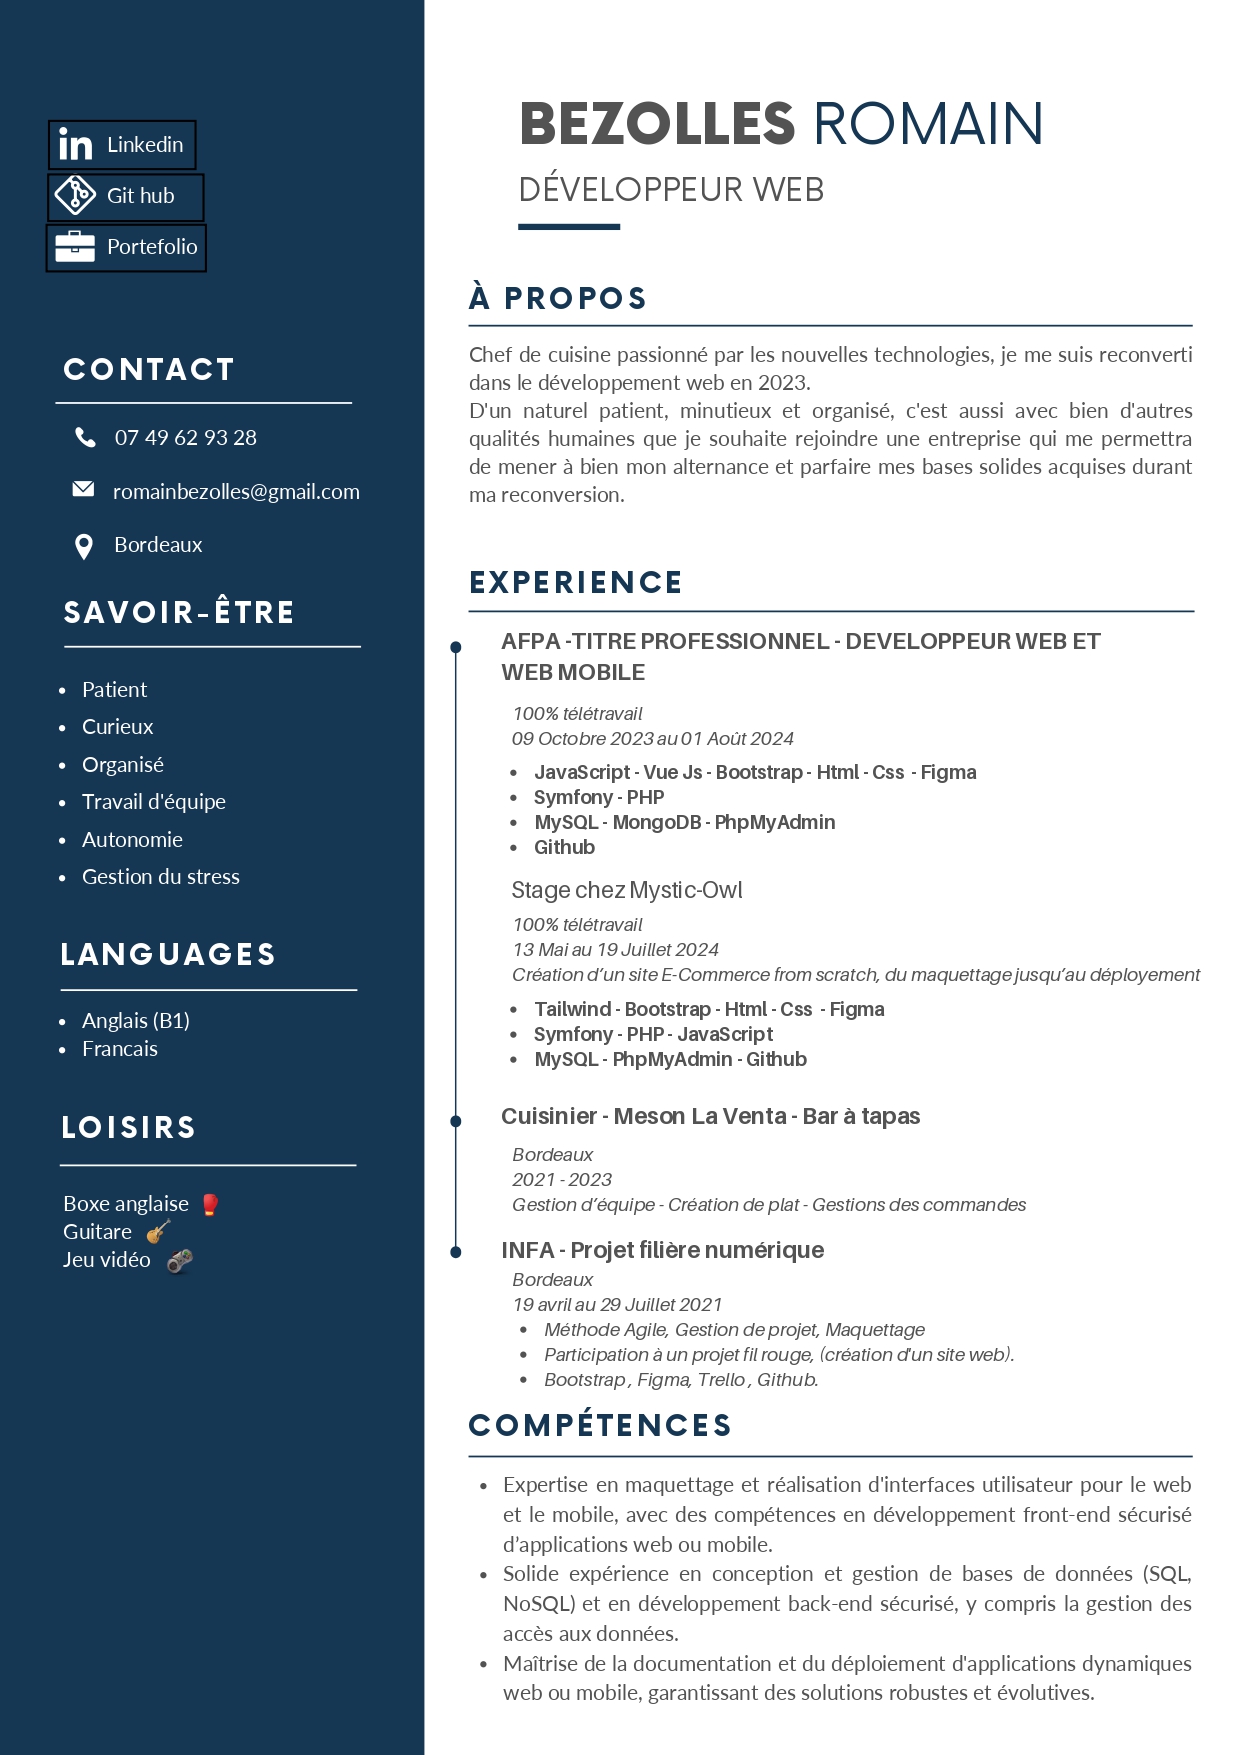 Linkedin
Git hub
Portefolio
CONTACT
07 49 62 93 28
romainbezolles@gmail.com
Bordeaux
SAVOIR-ÊTRE
• Patient
• Curieux
• Organisé
• Travail d'équipe
• Autonomie
• Gestion du stress
LANGUAGES
• Anglais (B1)
• Francais
LOISIRS
Boxe anglaise
Guitare
Jeu vidéo
BEZOLLES ROMAIN
DÉVELOPPEUR WEB
À PROPOS
Chef de cuisine passionné par les nouvelles technologies, je me suis reconverti
dans le développement web en 2023.
D'un naturel patient, minutieux et organisé, c'est aussi avec bien d'autres
qualités humaines que je souhaite rejoindre une entreprise qui me permettra
de mener à bien mon alternance et parfaire mes bases solides acquises durant
ma reconversion.
EXPERIENCE
AFPA -TITRE PROFESSIONNEL - DEVELOPPEUR WEB ET
WEB MOBILE
100% télétravail
09 Octobre 2023 au 01 Août 2024
• JavaScript - Vue Js - Bootstrap - Html - Css - Figma
• Symfony - PHP
• MySQL - MongoDB - PhpMyAdmin
• Github
Stage chez Mystic-Owl
100% télétravail
13 Mai au 19 Juillet 2024
Création d’un site E-Commerce from scratch, du maquettage jusqu’au déployement
• Tailwind - Bootstrap - Html - Css - Figma
• Symfony - PHP - JavaScript
• MySQL - PhpMyAdmin - Github
Cuisinier - Meson La Venta - Bar à tapas
Bordeaux
2021 - 2023
Gestion d’équipe - Création de plat - Gestions des commandes
INFA - Projet filière numérique
Bordeaux
19 avril au 29 Juillet 2021
• Méthode Agile, Gestion de projet, Maquettage
• Participation à un projet fil rouge, (création d'un site web).
• Bootstrap , Figma, Trello , Github.
COMPÉTENCES
• Expertise en maquettage et réalisation d'interfaces utilisateur pour le web
et le mobile, avec des compétences en développement front-end sécurisé
d’applications web ou mobile.
• Solide expérience en conception et gestion de bases de données (SQL,
NoSQL) et en développement back-end sécurisé, y compris la gestion des
accès aux données.
• Maîtrise de la documentation et du déploiement d'applications dynamiques
web ou mobile, garantissant des solutions robustes et évolutives.